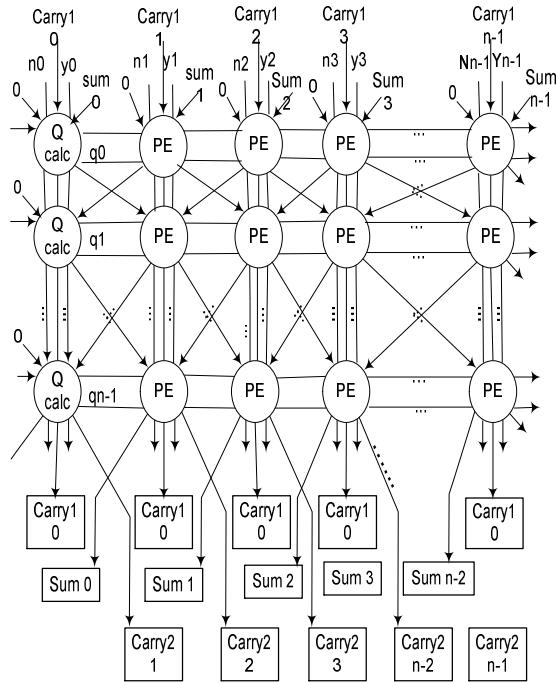 Carry1 Carry1 Carry1 Carry1 Carry1
0 1 2 3 n-1
n0 y0 n1 y1 n2 y2 n3 y3 Nn-1 Yn-1
sum 0 sum 1 Sum 2 Sum 3 Sum n-1
0 0 0 0 0
Q calc PE PE PE ... PE
q0 ...
0
Q calc PE PE PE ... PE
q1 ...
0
Q calc PE PE PE ... PE
qn-1 ...
Carry1 Carry1 Carry1 Carry1 Carry1
0 0 0 0 0
Sum 0 Sum 1 Sum 2 Sum 3 Sum n-2
Carry2 Carry2 Carry2 Carry2 Carry2
1 2 3 n-2 n-1